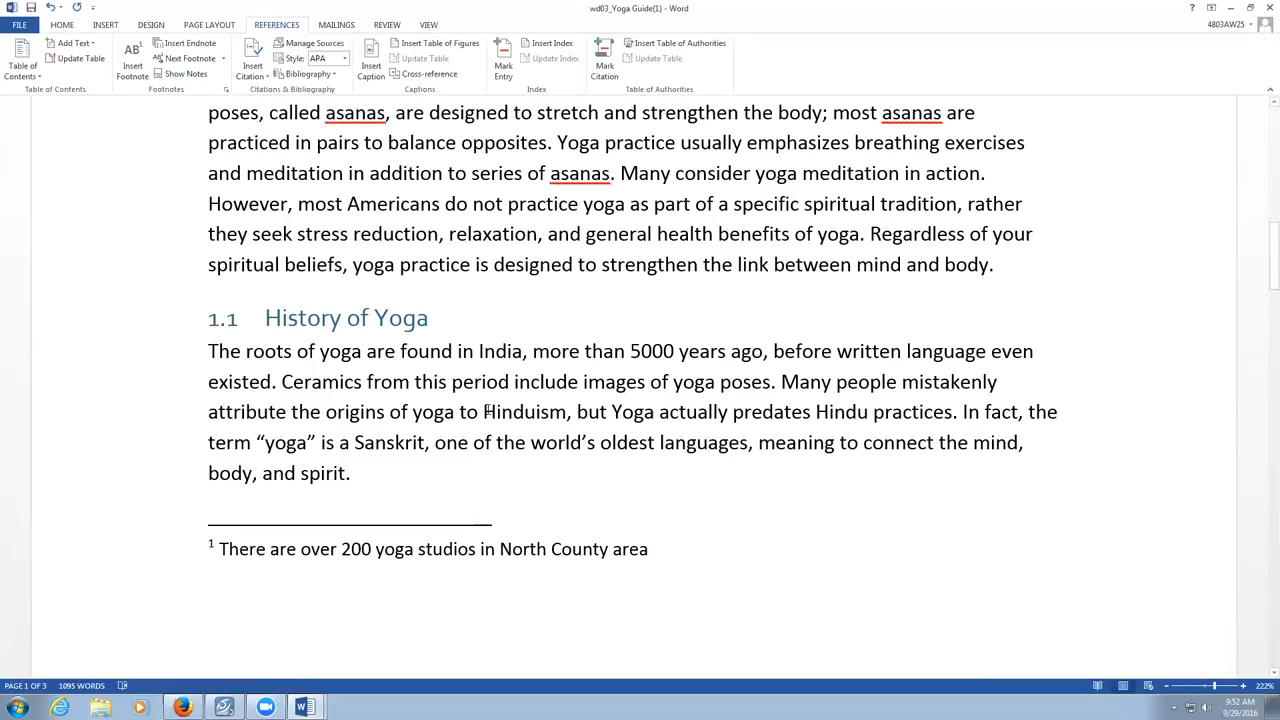 wd03_Yoga Guide(1) - Word
FILE HOME INSERT DESIGN PAGE LAYOUT REFERENCES MAILINGS REVIEW VIEW 4803AW25
Table of Contents
Add Text
Update Table
Table of Contents
AB1 Insert Footnote
Insert Endnote
Next Footnote
Show Notes
Footnotes
Insert Citation
Manage Sources
Style: APA
Bibliography
Citations & Bibliography
Insert Caption
Insert Table of Figures
Update Table
Cross-reference
Captions
Mark Entry
Insert Index
Update Index
Index
Mark Citation
Insert Table of Authorities
Update Table
Table of Authorities
poses, called asanas, are designed to stretch and strengthen the body; most asanas are
practiced in pairs to balance opposites. Yoga practice usually emphasizes breathing exercises
and meditation in addition to series of asanas. Many consider yoga meditation in action.
However, most Americans do not practice yoga as part of a specific spiritual tradition, rather
they seek stress reduction, relaxation, and general health benefits of yoga. Regardless of your
spiritual beliefs, yoga practice is designed to strengthen the link between mind and body.
1.1 History of Yoga
The roots of yoga are found in India, more than 5000 years ago, before written language even
existed. Ceramics from this period include images of yoga poses. Many people mistakenly
attribute the origins of yoga to Hinduism, but Yoga actually predates Hindu practices. In fact, the
term “yoga” is a Sanskrit, one of the world’s oldest languages, meaning to connect the mind,
body, and spirit.
1 There are over 200 yoga studios in North County area
PAGE 1 OF 3 1095 WORDS 222%
9:52 AM
9/29/2016